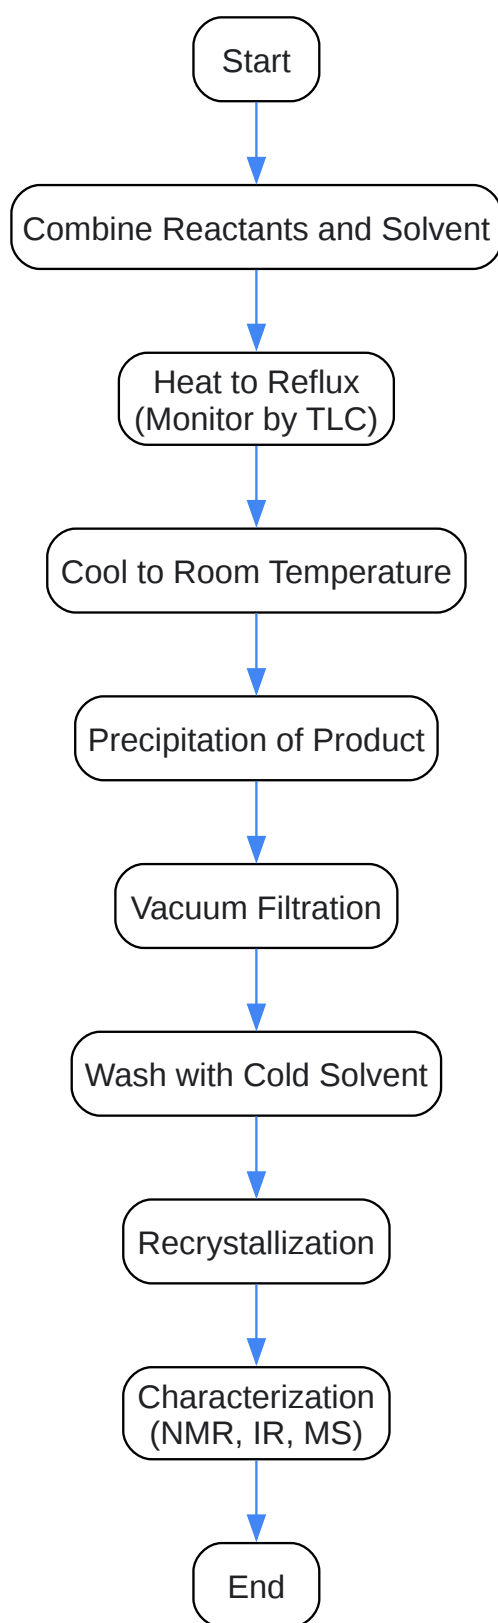 Start
Combine Reactants and Solvent
Heat to Reflux
(Monitor by TLC)
Cool to Room Temperature
Precipitation of Product
Vacuum Filtration
Wash with Cold Solvent
Recrystallization
Characterization
(NMR, IR, MS)
End